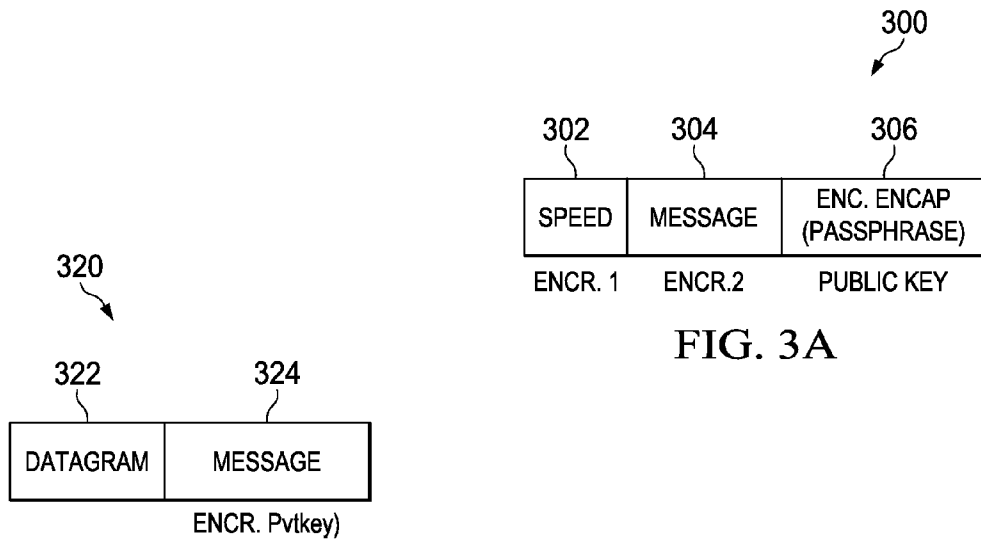 300
302 304 306
SPEED MESSAGE ENC. ENCAP
(PASSPHRASE)
ENCR. 1 ENCR.2 PUBLIC KEY
FIG. 3A
320
322 324
DATAGRAM MESSAGE
ENCR. Pvtkey)